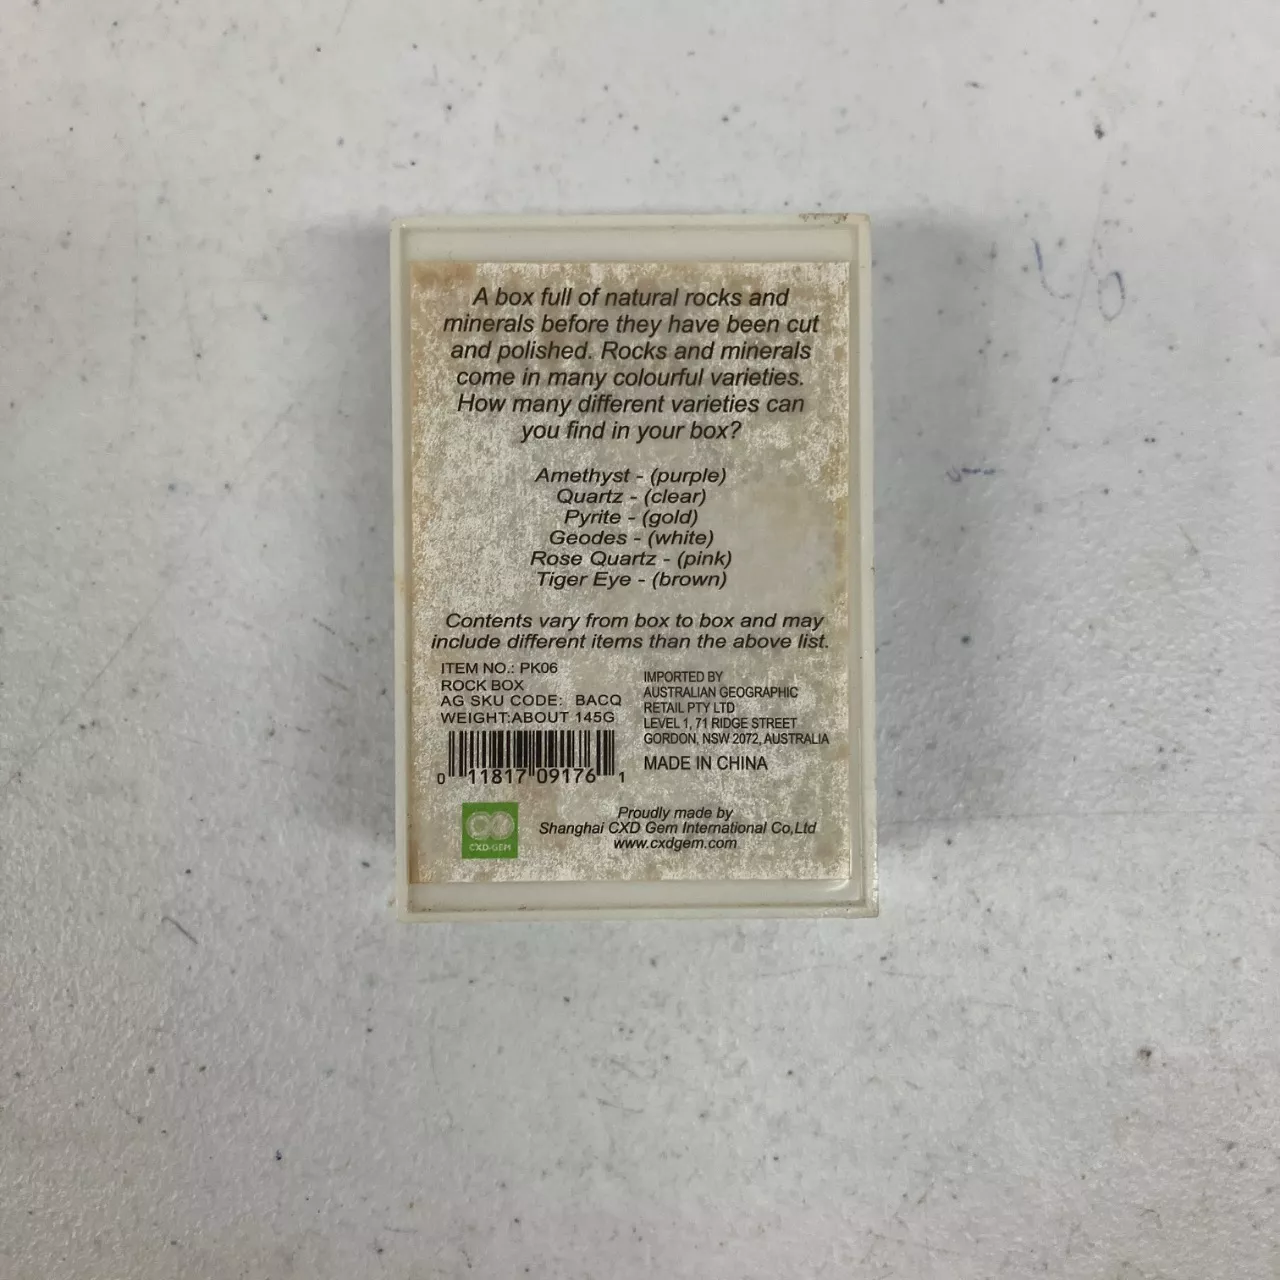 A box full of natural rocks and
minerals before they have been cut
and polished. Rocks and minerals
come in many colourful varieties.
How many different varieties can
you find in your box?
Amethyst - (purple)
Quartz - (clear)
Pyrite - (gold)
Geodes - (white)
Rose Quartz - (pink)
Tiger Eye - (brown)
Contents vary from box to box and may
include different items than the above list.
ITEM NO.: PK06
ROCK BOX
AG SKU CODE: BACQ
WEIGHT:ABOUT 145G
0 11817 09176 1
IMPORTED BY
AUSTRALIAN GEOGRAPHIC
RETAIL PTY LTD
LEVEL 1, 71 RIDGE STREET
GORDON, NSW 2072, AUSTRALIA
MADE IN CHINA
CXD-GEM
Proudly made by
Shanghai CXD Gem International Co,Ltd
www.cxdgem.com